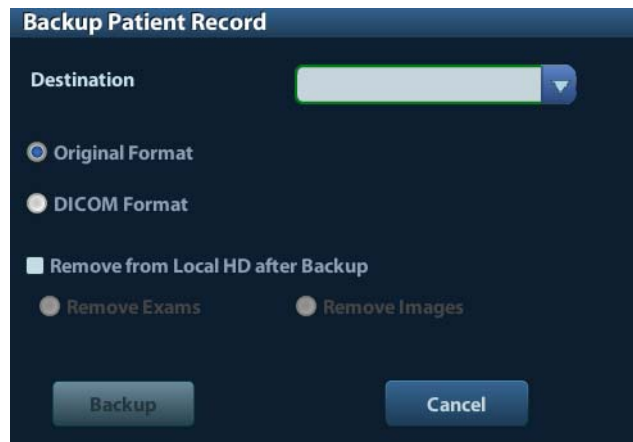 Backup Patient Record
Destination
Original Format
DICOM Format
Remove from Local HD after Backup
Remove Exams Remove Images
Backup Cancel